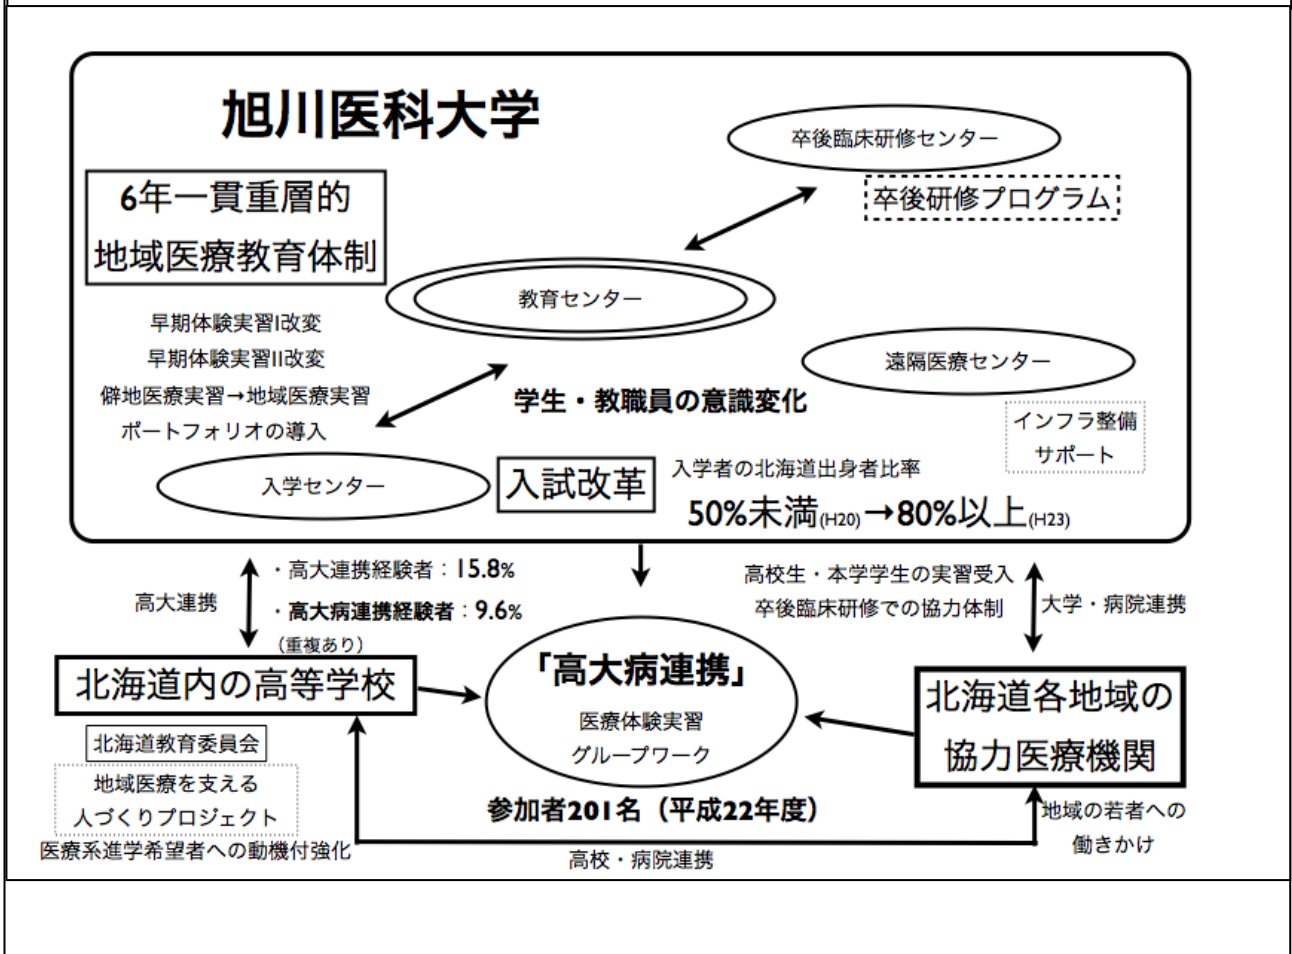 旭川医科大学
卒後臨床研修センター
卒後研修プログラム
6年一貫重層的
地域医療教育体制
教育センター
早期体験実習I改変
早期体験実習II改変
僻地医療実習→地域医療実習
ポートフォリオの導入
遠隔医療センター
学生・教職員の意識変化
インフラ整備
サポート
入学センター
入試改革
入学者の北海道出身者比率
50%未満(H20)→80%以上(H23)
高大連携
・高大連携経験者：15.8%
・高大病連携経験者：9.6%
（重複あり）
高校生・本学学生の実習受入
卒後臨床研修での協力体制
大学・病院連携
北海道内の高等学校
「高大病連携」
医療体験実習
グループワーク
北海道各地域の
協力医療機関
北海道教育委員会
地域医療を支える
人づくりプロジェクト
医療系進学希望者への動機付強化
参加者201名（平成22年度）
地域の若者への
働きかけ
高校・病院連携